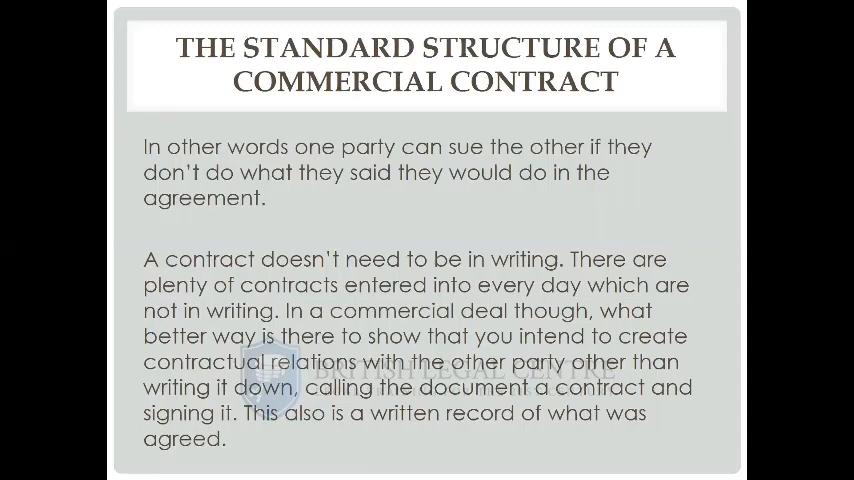 THE STANDARD STRUCTURE OF A
COMMERCIAL CONTRACT
In other words one party can sue the other if they
don't do what they said they would do in the
agreement.
A contract doesn't need to be in writing. There are
plenty of contracts entered into every day which are
not in writing. In a commercial deal though, what
better way is there to show that you intend to create
contractual relations with the other party other than
writing it down, calling the document a contract and
signing it. This also is a written record of what was
agreed.
BRITISH LEGAL CENTRE